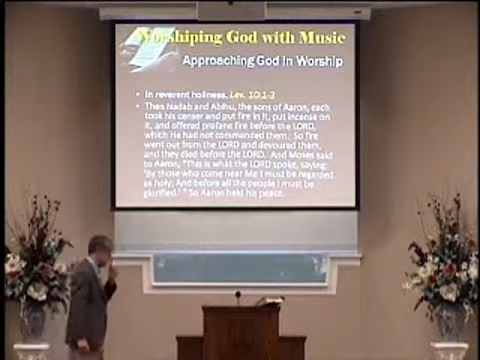 Worshiping God with Music
Approaching God in Worship
• In reverent holiness. Lev. 10:1-3
• Then Nadab and Abihu, the sons of Aaron, each
took his censer and put fire in it, put incense on
it, and offered profane fire before the LORD,
which He had not commanded them. So fire
went out from the LORD and devoured them,
and they died before the LORD. And Moses said
to Aaron, "This is what the LORD spoke, saying:
'By those who come near Me I must be regarded
as holy; And before all the people I must be
glorified.' " So Aaron held his peace.